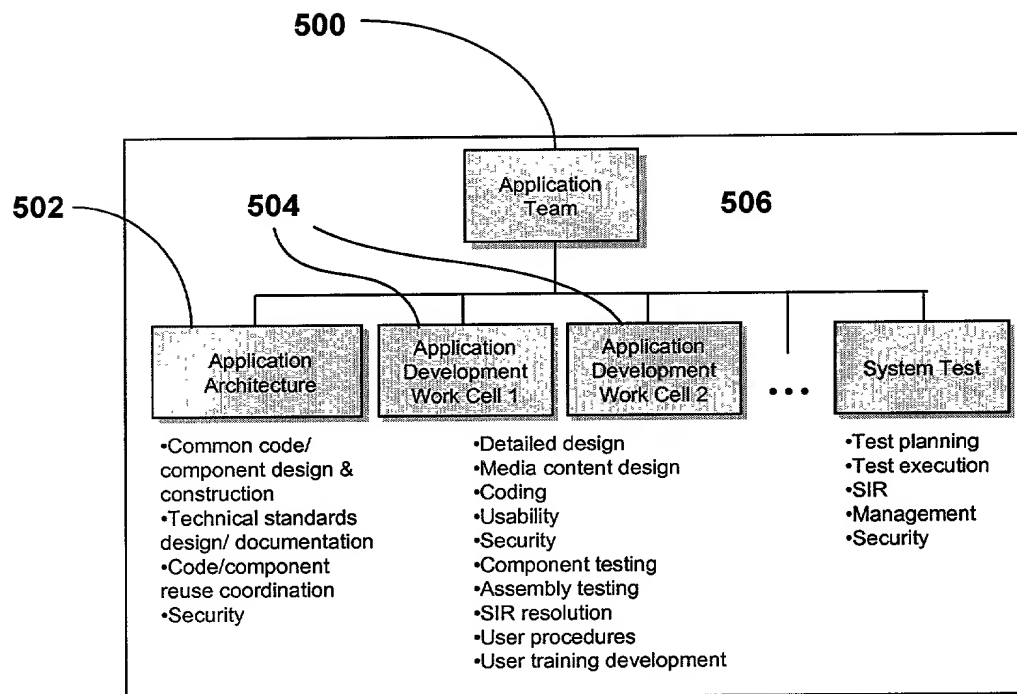 500
502
504
506
Application
Team
Application
Architecture
Application
Development
Work Cell 1
Application
Development
Work Cell 2
•••
System Test
•Common code/
component design &
construction
•Technical standards
design/ documentation
•Code/component
reuse coordination
•Security
•Detailed design
•Media content design
•Coding
•Usability
•Security
•Component testing
•Assembly testing
•SIR resolution
•User procedures
•User training development
•Test planning
•Test execution
•SIR
•Management
•Security